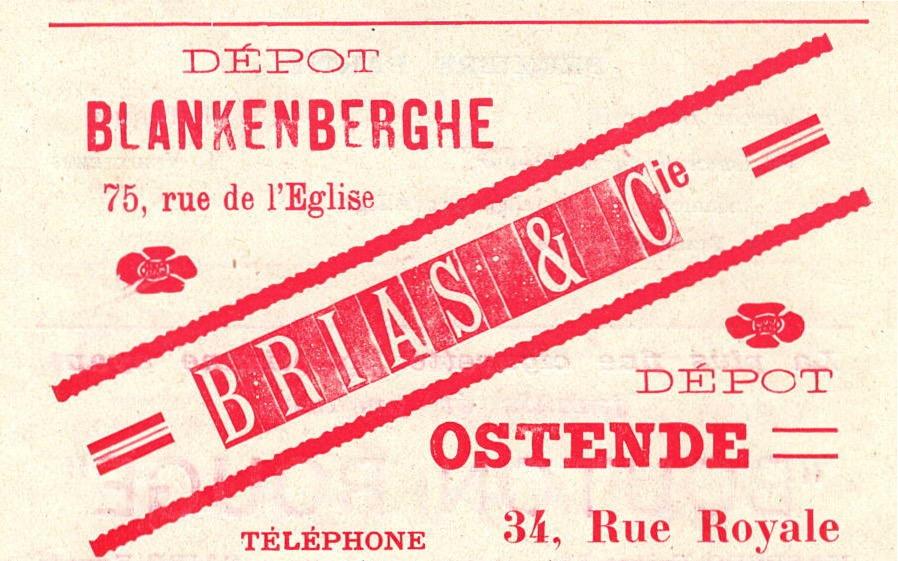 DÉPOT
BLANKENBERGHE
75, rue de l'Eglise
BRIAS & Cie
DÉPOT
OSTENDE
34, Rue Royale
TÉLÉPHONE